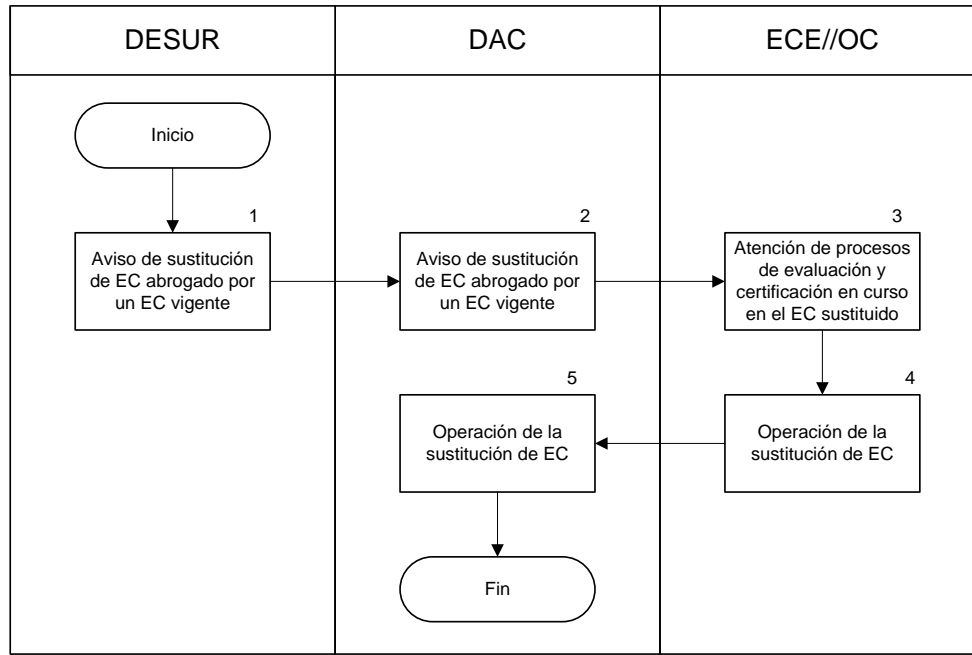 DESUR
DAC
ECE//OC
Inicio
1
Aviso de sustitución
de EC abrogado por
un EC vigente
2
Aviso de sustitución
de EC abrogado por
un EC vigente
3
Atención de procesos
de evaluación y
certificación en curso
en el EC sustituido
4
Operación de la
sustitución de EC
5
Operación de la
sustitución de EC
Fin